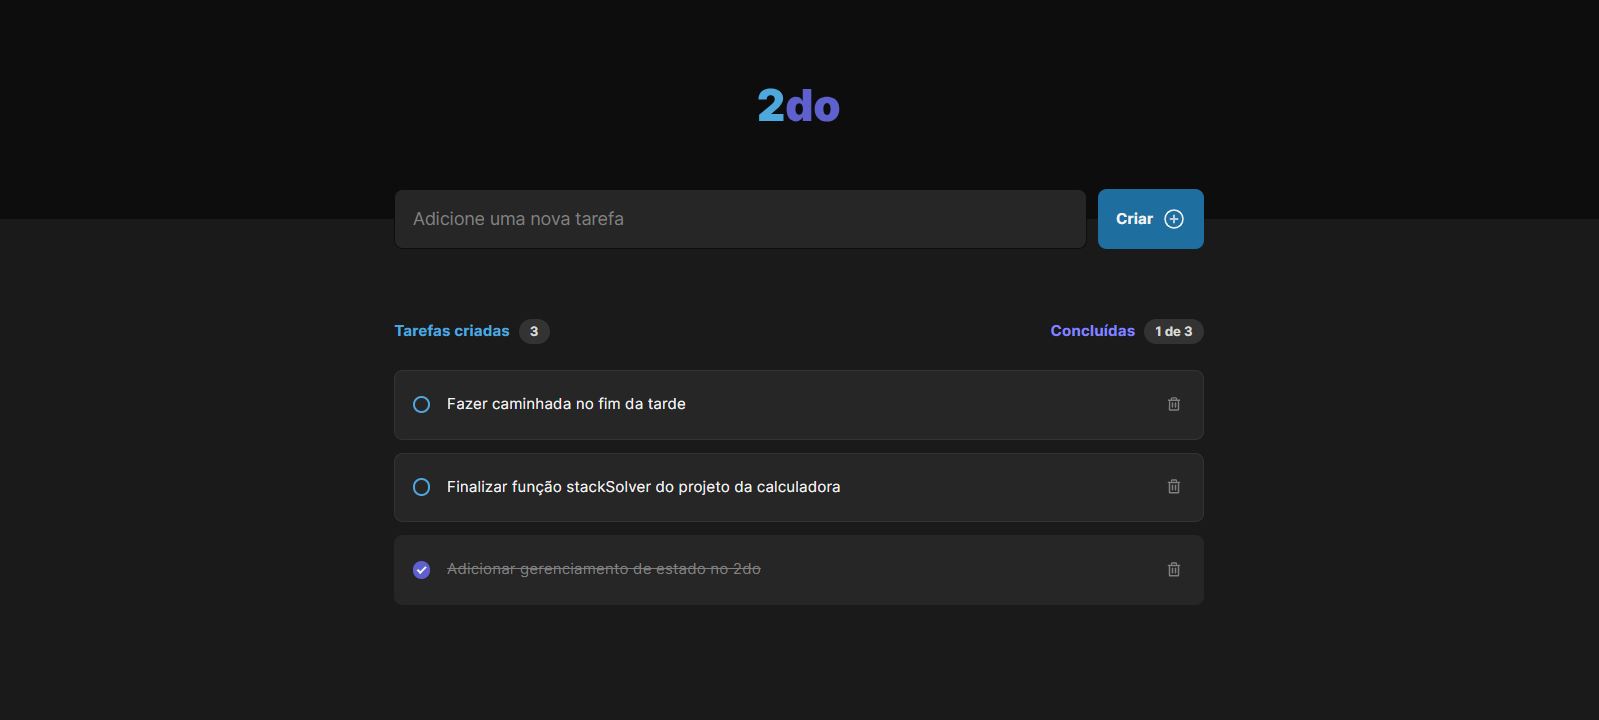 2do
Adicione uma nova tarefa
Criar
Tarefas criadas 3
Concluídas 1 de 3
Fazer caminhada no fim da tarde
Finalizar função stackSolver do projeto da calculadora
Adicionar gerenciamento de estado no 2do